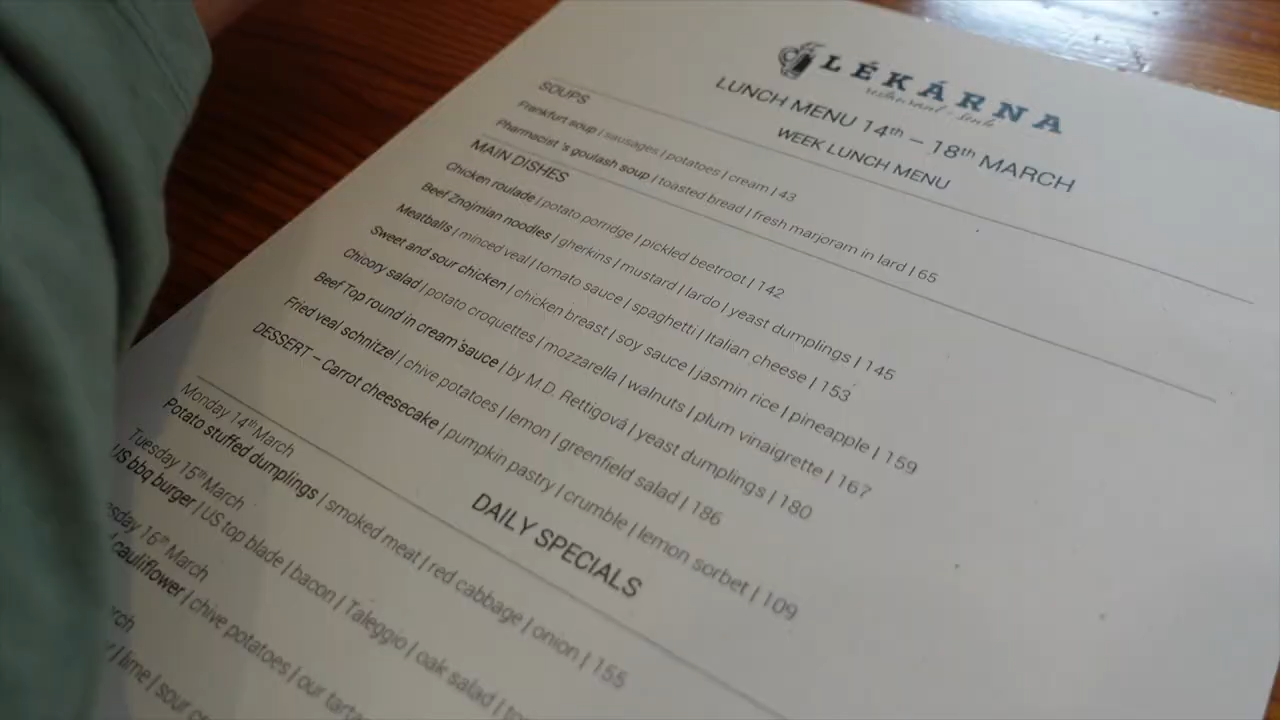 LÉKÁRNA
restaurant
LUNCH MENU 14th – 18th MARCH
WEEK LUNCH MENU
SOUPS
Frankfurt soup | sausages | potatoes | cream | 43
Pharmacist 's goulash soup | toasted bread | fresh marjoram in lard | 65
MAIN DISHES
Chicken roulade | potato porridge | pickled beetroot | 142
Beef Znojmian noodles | gherkins | mustard | lardo | yeast dumplings | 145
Meatballs | minced veal | tomato sauce | spaghetti | Italian cheese | 153
Sweet and sour chicken | chicken breast | soy sauce | jasmin rice | pineapple | 159
Chicory salad | potato croquettes | mozzarella | walnuts | plum vinaigrette | 167
Beef Top round in cream sauce | by M.D. Rettigová | yeast dumplings | 180
Fried veal schnitzel | chive potatoes | lemon | greenfield salad | 186
DESSERT – Carrot cheesecake | pumpkin pastry | crumble | lemon sorbet | 109
DAILY SPECIALS
Monday 14th March
Potato stuffed dumplings | smoked meat | red cabbage | onion | 155
Tuesday 15th March
US bbq burger | US top blade | bacon | Taleggio | oak salad |
16th March
cauliflower | chive potatoes | our
| lime | sour